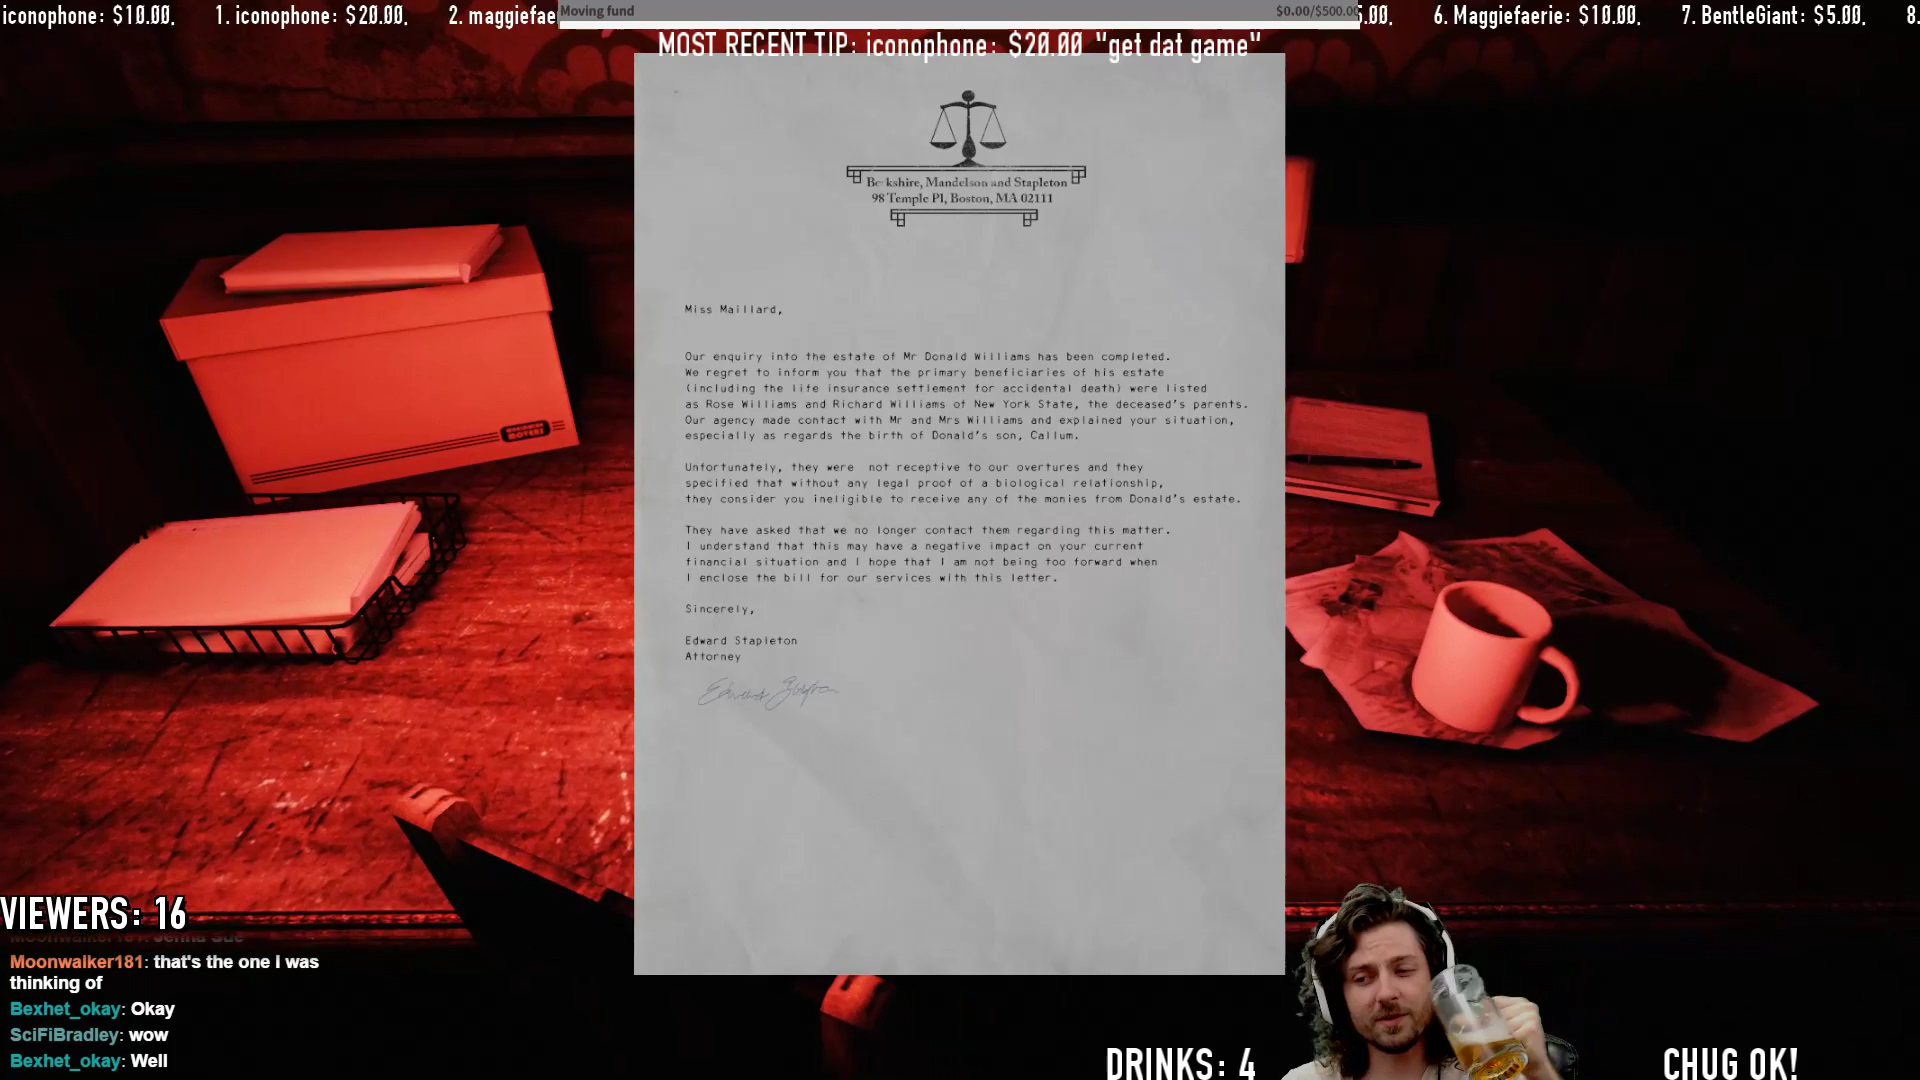 iconophone: $10.00,
1. iconophone: $20.00,
2. maggiefae
Moving fund
$0.00/$500.00
5.00,
6. Maggiefaerie: $10.00,
7. BentleGiant: $5.00,
8.
MOST RECENT TIP: iconophone: $20.00 "get dat game"
Be kshire, Mandelson and Stapleton
98 Temple Pl, Boston, MA 02111
Miss Maillard,
Our enquiry into the estate of Mr Donald Williams has been completed.
We regret to inform you that the primary beneficiaries of his estate
(including the life insurance settlement for accidental death) were listed
as Rose Williams and Richard Williams of New York State, the deceased's parents.
Our agency made contact with Mr and Mrs Williams and explained your situation,
especially as regards the birth of Donald's son, Callum.
Unfortunately, they were not receptive to our overtures and they
specified that without any legal proof of a biological relationship,
they consider you ineligible to receive any of the monies from Donald's estate.
They have asked that we no longer contact them regarding this matter.
I understand that this may have a negative impact on your current
financial situation and I hope that I am not being too forward when
I enclose the bill for our services with this letter.
Sincerely,
Edward Stapleton
Attorney
Edward Stapleton
MOVERS
VIEWERS: 16
Moonwalker181: Jenna Sue
Moonwalker181: that's the one I was
thinking of
Bexhet_okay: Okay
SciFiBradley: wow
Bexhet_okay: Well
DRINKS: 4
CHUG OK!